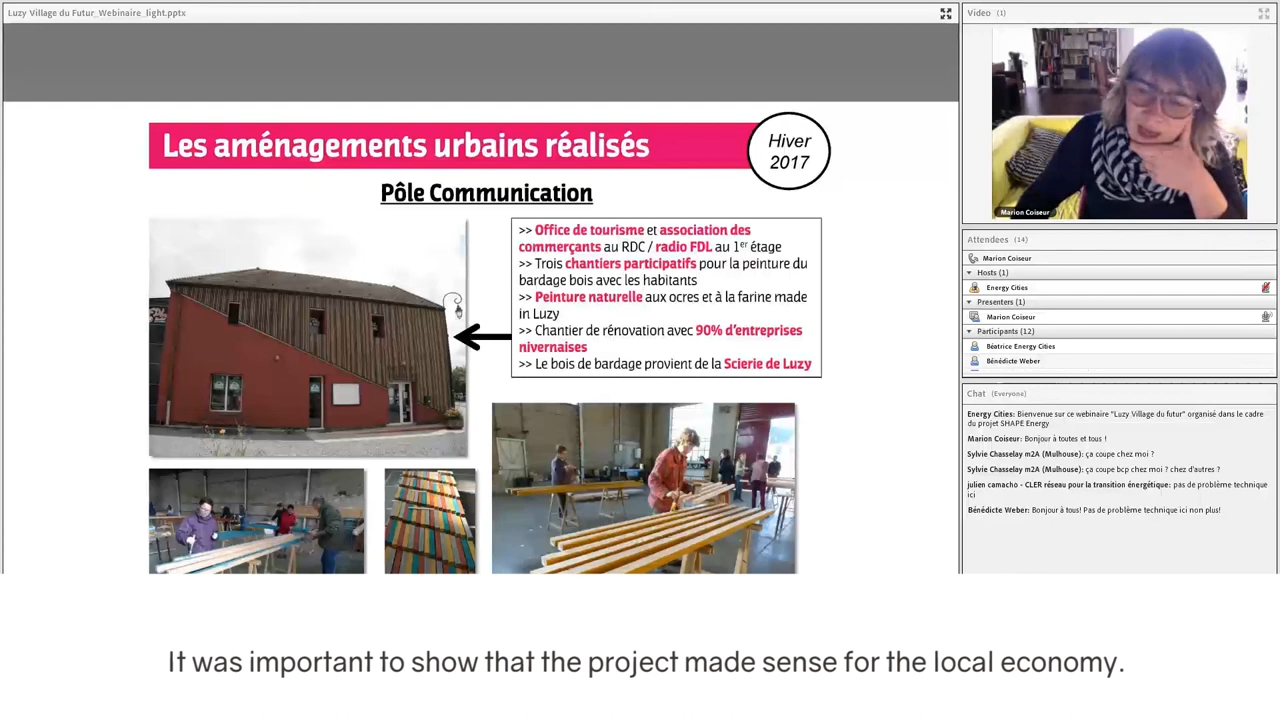 Luzy Village du Futur_Webinaire_light.pptx
Les aménagements urbains réalisés
Hiver
2017
Pôle Communication
>> Office de tourisme et association des
commerçants au RDC / radio FDL au 1er étage
>> Trois chantiers participatifs pour la peinture du
bardage bois avec les habitants
>> Peinture naturelle aux ocres et à la farine made
in Luzy
>> Chantier de rénovation avec 90% d'entreprises
nivernaises
>> Le bois de bardage provient de la Scierie de Luzy
Video (1)
Marion Coiseur
Attendees (14)
Marion Coiseur
Hosts (1)
Energy Cities
Presenters (1)
Marion Coiseur
Participants (12)
Béatrice Energy Cities
Bénédicte Weber
Chat (Everyone)
Energy Cities: Bienvenue sur ce webinaire "Luzy Village du futur" organisé dans le cadre
du projet SHAPE Energy
Marion Coiseur: Bonjour à toutes et tous !
Sylvie Chasselay m2A (Mulhouse): ça coupe chez moi ?
Sylvie Chasselay m2A (Mulhouse): ça coupe bcp chez moi ? chez d'autres ?
julien camacho - CLER réseau pour la transition énergétique: pas de problème technique
ici
Bénédicte Weber: Bonjour à tous! Pas de problème technique ici non plus!
It was important to show that the project made sense for the local economy.